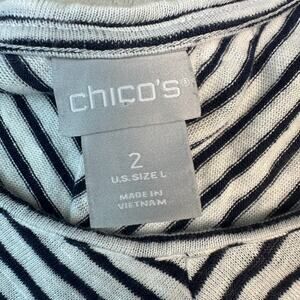 chico's®
2
U.S. SIZE L
MADE IN
VIETNAM